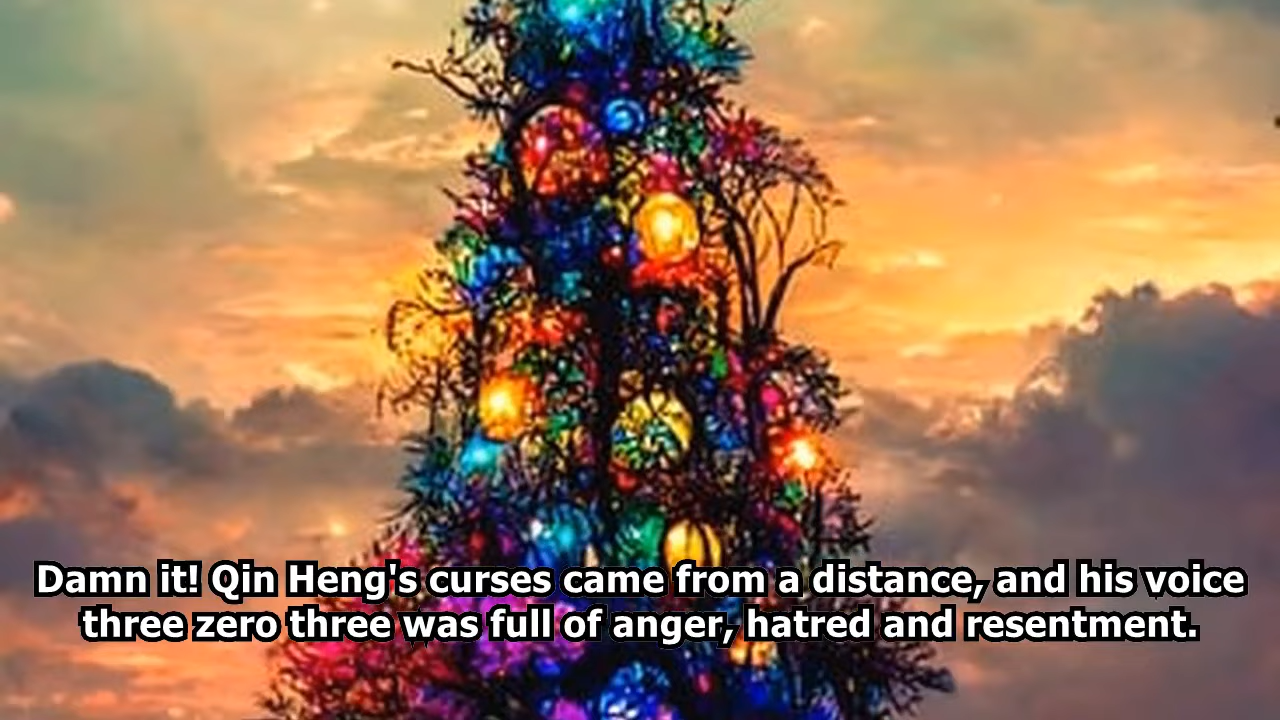 Damn it! Qin Heng's curses came from a distance, and his voice
three zero three was full of anger, hatred and resentment.